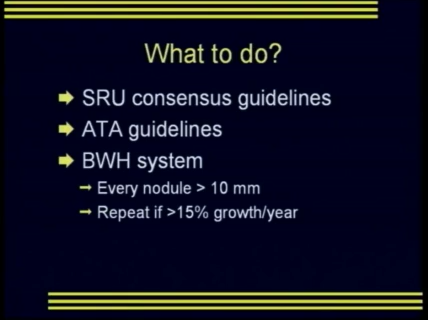 What to do?
SRU consensus guidelines
ATA guidelines
BWH system
Every nodule > 10 mm
Repeat if >15% growth/year